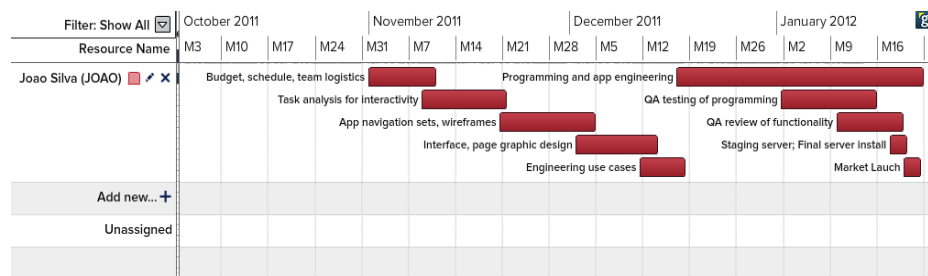 Filter: Show All
October 2011 November 2011 December 2011 January 2012
Resource Name M3 M10 M17 M24 M31 M7 M14 M21 M28 M5 M12 M19 M26 M2 M9 M16
Joao Silva (JOAO) Budget, schedule, team logistics Programming and app engineering
Task analysis for interactivity QA testing of programming
App navigation sets, wireframes QA review of functionality
Interface, page graphic design Staging server; Final server install
Engineering use cases Market Lauch
Add new...
Unassigned